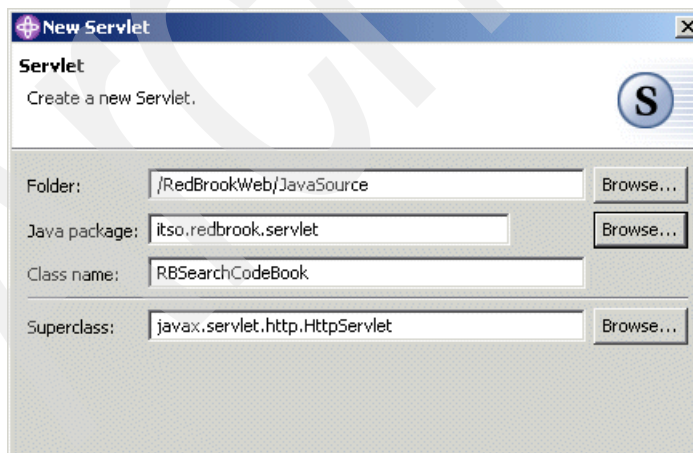 New Servlet
Servlet
Create a new Servlet.
S
Folder: /RedBrookWeb/JavaSource Browse...
Java package: itso.redbrook.servlet Browse...
Class name: RBSearchCodeBook
Superclass: javax.servlet.http.HttpServlet Browse...